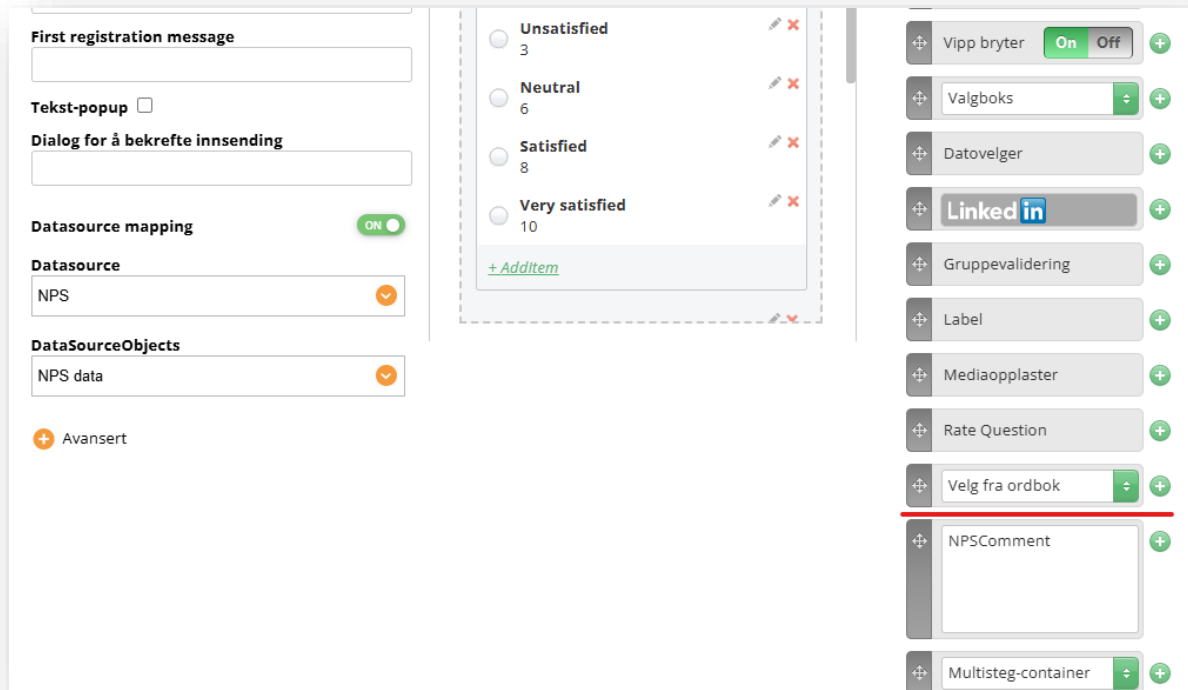 First registration message
Tekst-popup
Dialog for å bekrefte innsending
Datasource mapping
ON
Datasource
NPS
DataSourceObjects
NPS data
Avansert
Unsatisfied
3
Neutral
6
Satisfied
8
Very satisfied
10
+ AddItem
Vipp bryter
On Off
Valgboks
Datovelger
Linked in
Gruppevalidering
Label
Mediaopplaster
Rate Question
Velg fra ordbok
NPSComment
Multisteg-container